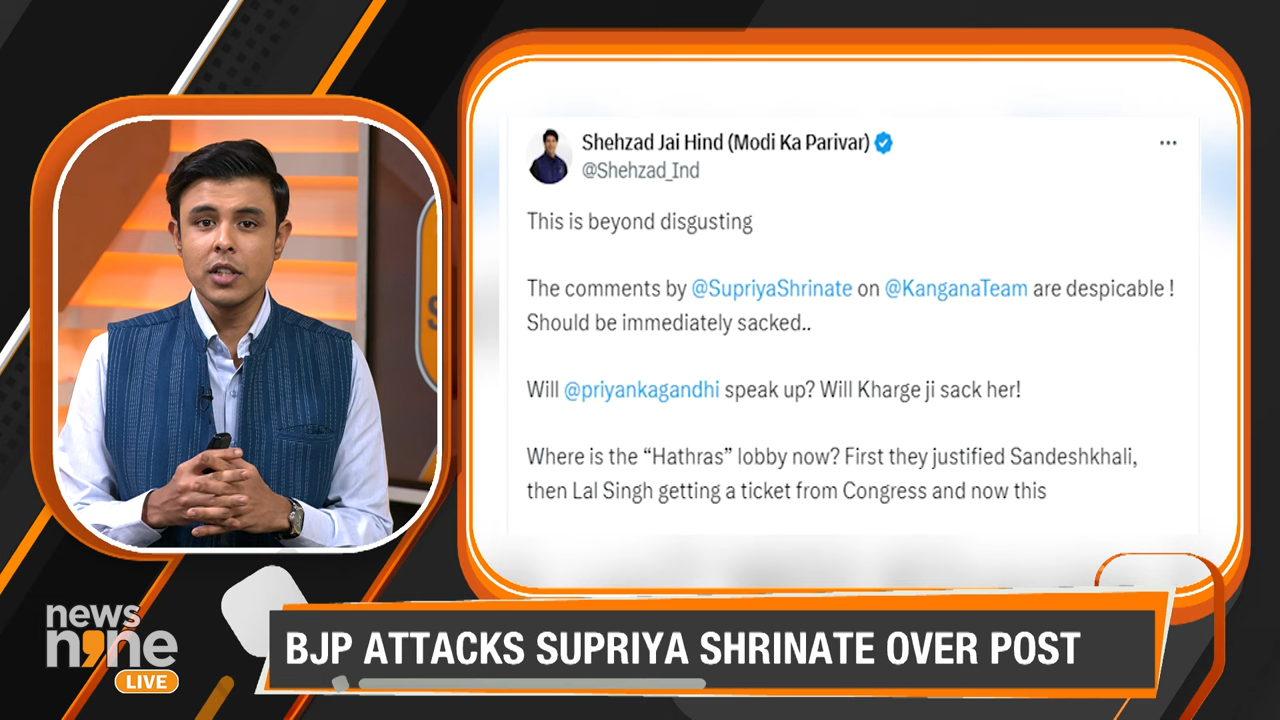 Shehzad Jai Hind (Modi Ka Parivar)
@Shehzad_Ind
This is beyond disgusting
The comments by @SupriyaShrinate on @KanganaTeam are despicable !
Should be immediately sacked..
Will @priyankagandhi speak up? Will Kharge ji sack her!
Where is the “Hathras” lobby now? First they justified Sandeshkhali,
then Lal Singh getting a ticket from Congress and now this
news
n9ne
LIVE
BJP ATTACKS SUPRIYA SHRINATE OVER POST